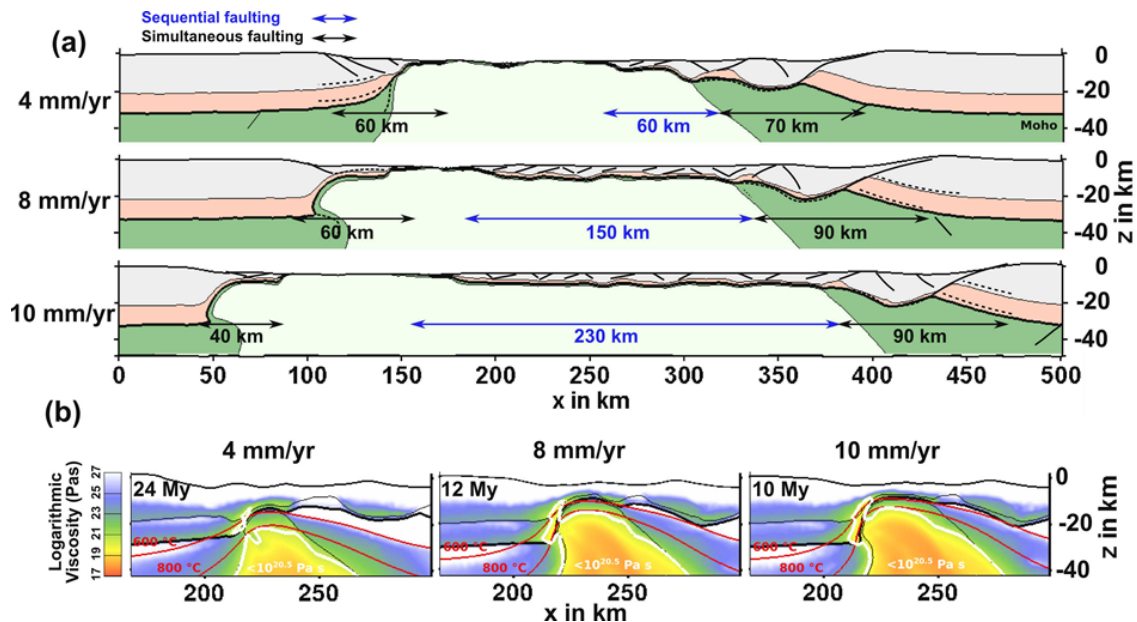 Sequential faulting
Simultaneous faulting
(a)
4 mm/yr
60 km
60 km
70 km
Moho
0
-20
-40
8 mm/yr
60 km
150 km
90 km
0
-20
-40
z in km
10 mm/yr
40 km
230 km
90 km
0
-20
-40
0 50 100 150 200 250 300 350 400 450 500
x in km
(b)
4 mm/yr 8 mm/yr 10 mm/yr
Logarithmic
Viscosity (Pas)
17 19 21 23 25 27
24 My
600 °C
800 °C
<10^20.5 Pa s
12 My
600 °C
800 °C
<10^20.5 Pa s
10 My
600 °C
800 °C
<10^20.5 Pa s
0
-20
-40
z in km
200 250 200 250 200 250
x in km